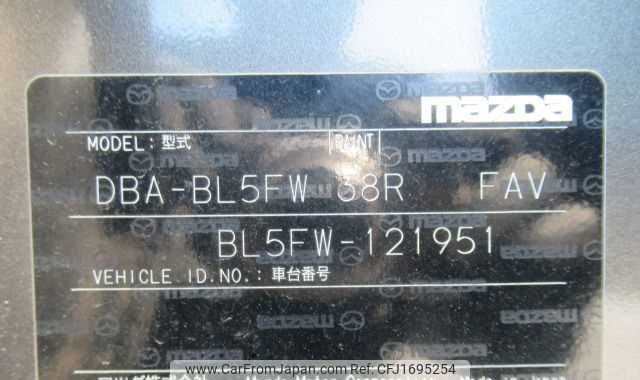 mazda
MODEL: 型式 PAINT
DBA-BL5FW 38R FAV
BL5FW-121951
VEHICLE ID.NO.: 車台番号
www.CarFromJapan.com | CFJ1695254